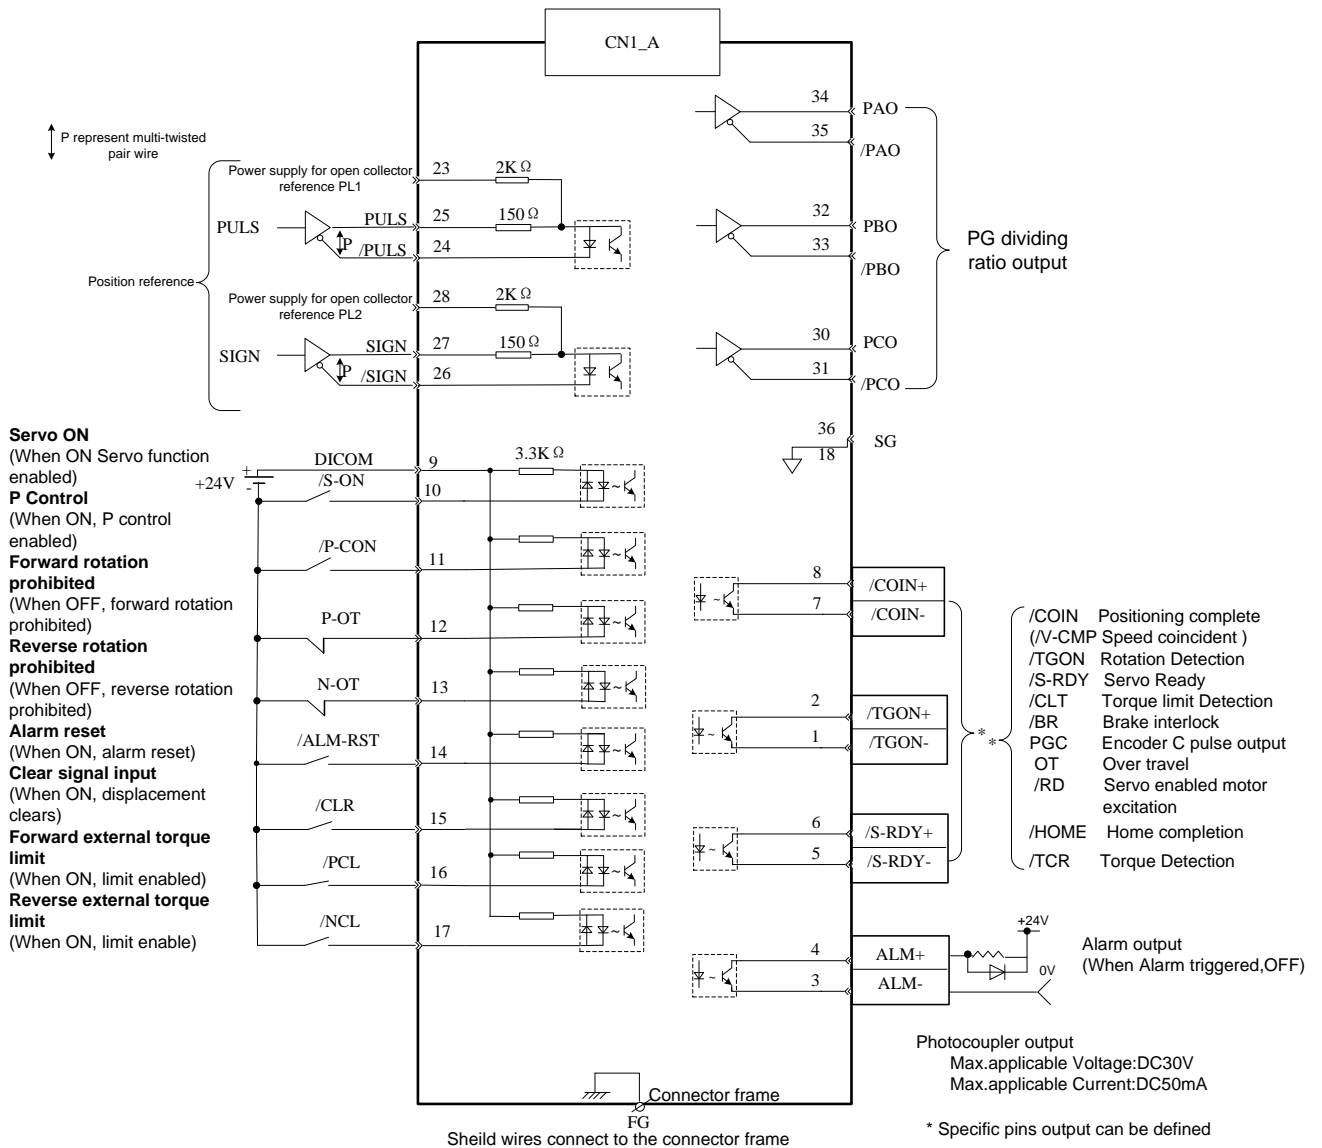 CN1_A
P represent multi-twisted
pair wire
Position reference
Power supply for open collector
reference PL1
23
2K Ω
PULS
PULS
25
150 Ω
P
/PULS
24
Power supply for open collector
reference PL2
28
2K Ω
SIGN
SIGN
27
150 Ω
P
/SIGN
26
34
PAO
35
/PAO
32
PBO
33
/PBO
30
PCO
31
/PCO
PG dividing
ratio output
36
SG
18
Servo ON
(When ON Servo function
enabled)
P Control
(When ON, P control
enabled)
Forward rotation
prohibited
(When OFF, forward rotation
prohibited)
Reverse rotation
prohibited
(When OFF, reverse rotation
prohibited)
Alarm reset
(When ON, alarm reset)
Clear signal input
(When ON, displacement
clears)
Forward external torque
limit
(When ON, limit enabled)
Reverse external torque
limit
(When ON, limit enable)
+24V
+
-
DICOM
9
3.3K Ω
/S-ON
10
/P-CON
11
P-OT
12
N-OT
13
/ALM-RST
14
/CLR
15
/PCL
16
/NCL
17
8
/COIN+
7
/COIN-
2
/TGON+
1
/TGON-
6
/S-RDY+
5
/S-RDY-
4
ALM+
3
ALM-
*
*
/COIN Positioning complete
(/V-CMP Speed coincident )
/TGON Rotation Detection
/S-RDY Servo Ready
/CLT Torque limit Detection
/BR Brake interlock
PGC Encoder C pulse output
OT Over travel
/RD Servo enabled motor
excitation
/HOME Home completion
/TCR Torque Detection
+24V
0V
Alarm output
(When Alarm triggered,OFF)
Photocoupler output
Max.applicable Voltage:DC30V
Max.applicable Current:DC50mA
* Specific pins output can be defined
Connector frame
FG
Sheild wires connect to the connector frame